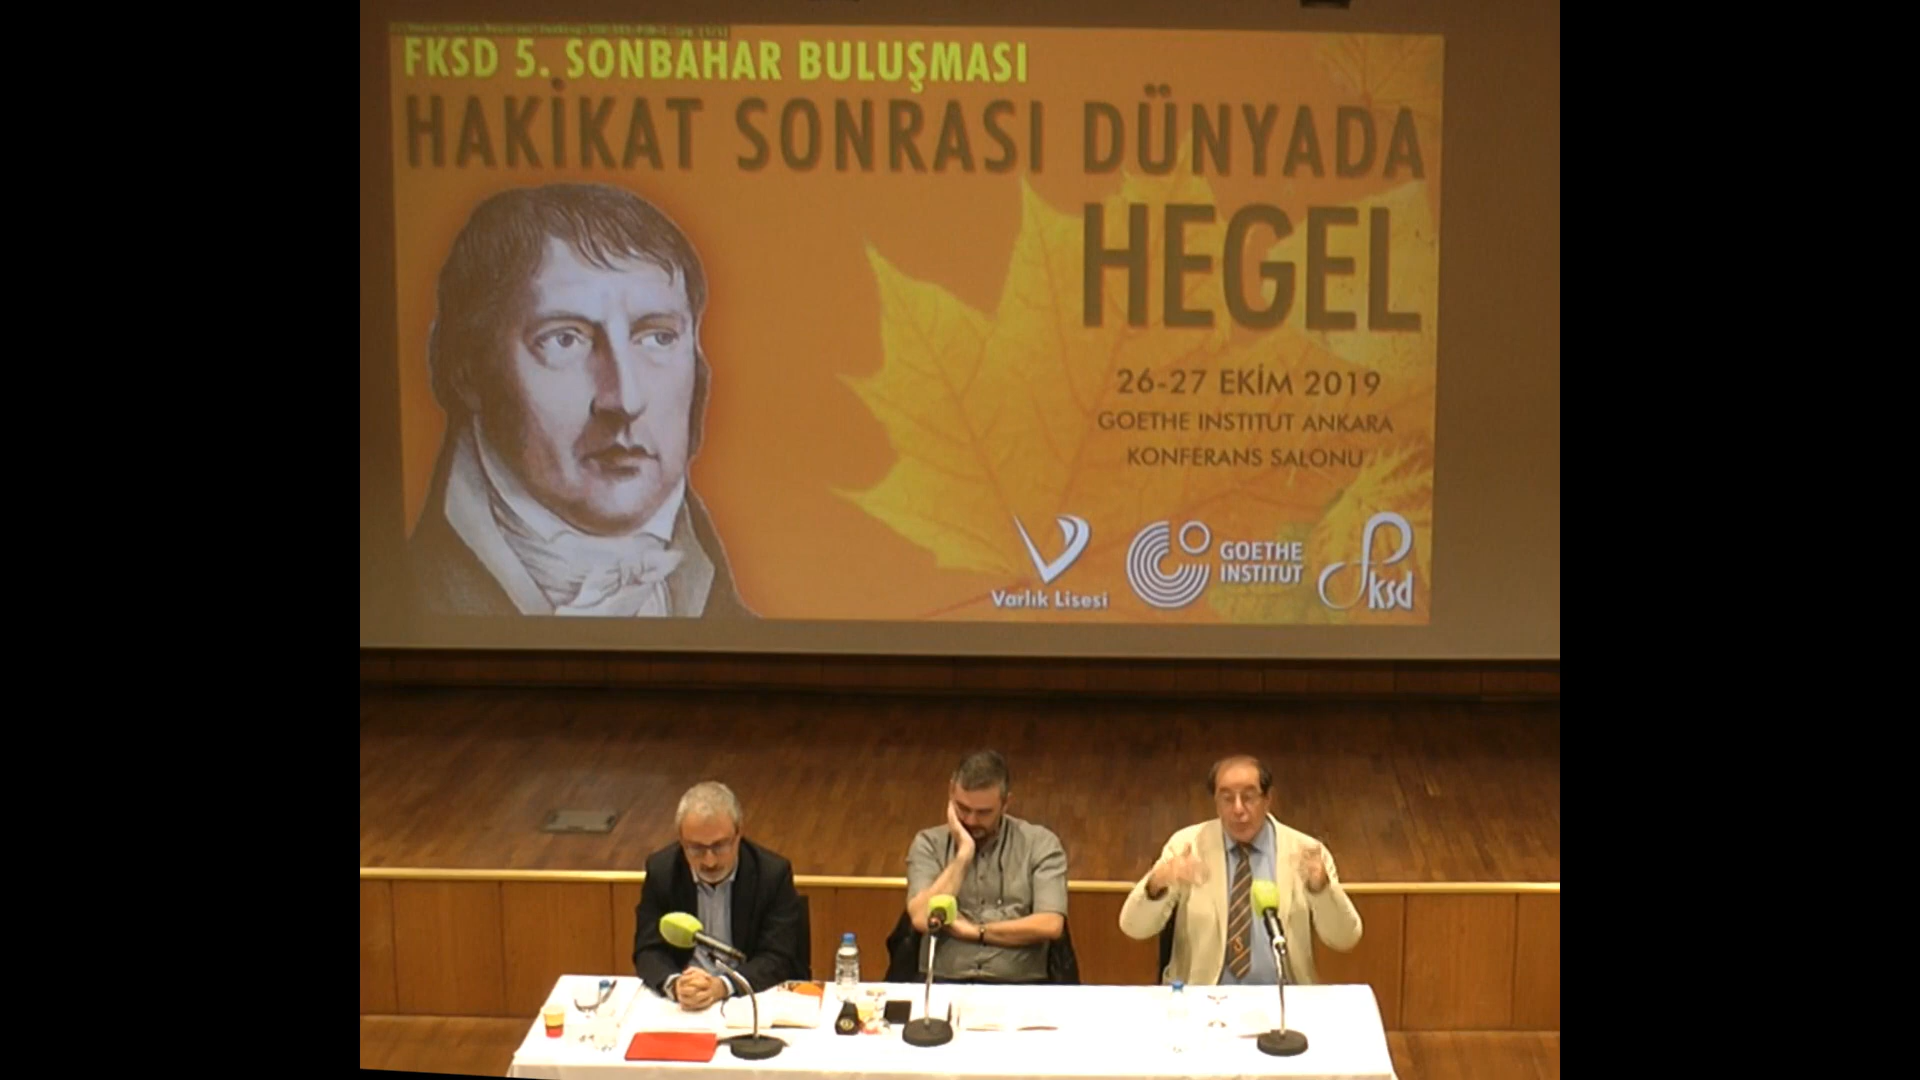 FKSD 5. SONBAHAR BULUŞMASI
HAKİKAT SONRASI DÜNYADA
HEGEL
26-27 EKİM 2019
GOETHE INSTITUT ANKARA
KONFERANS SALONU
Varlık Lisesi
GOETHE
INSTITUT
fksd